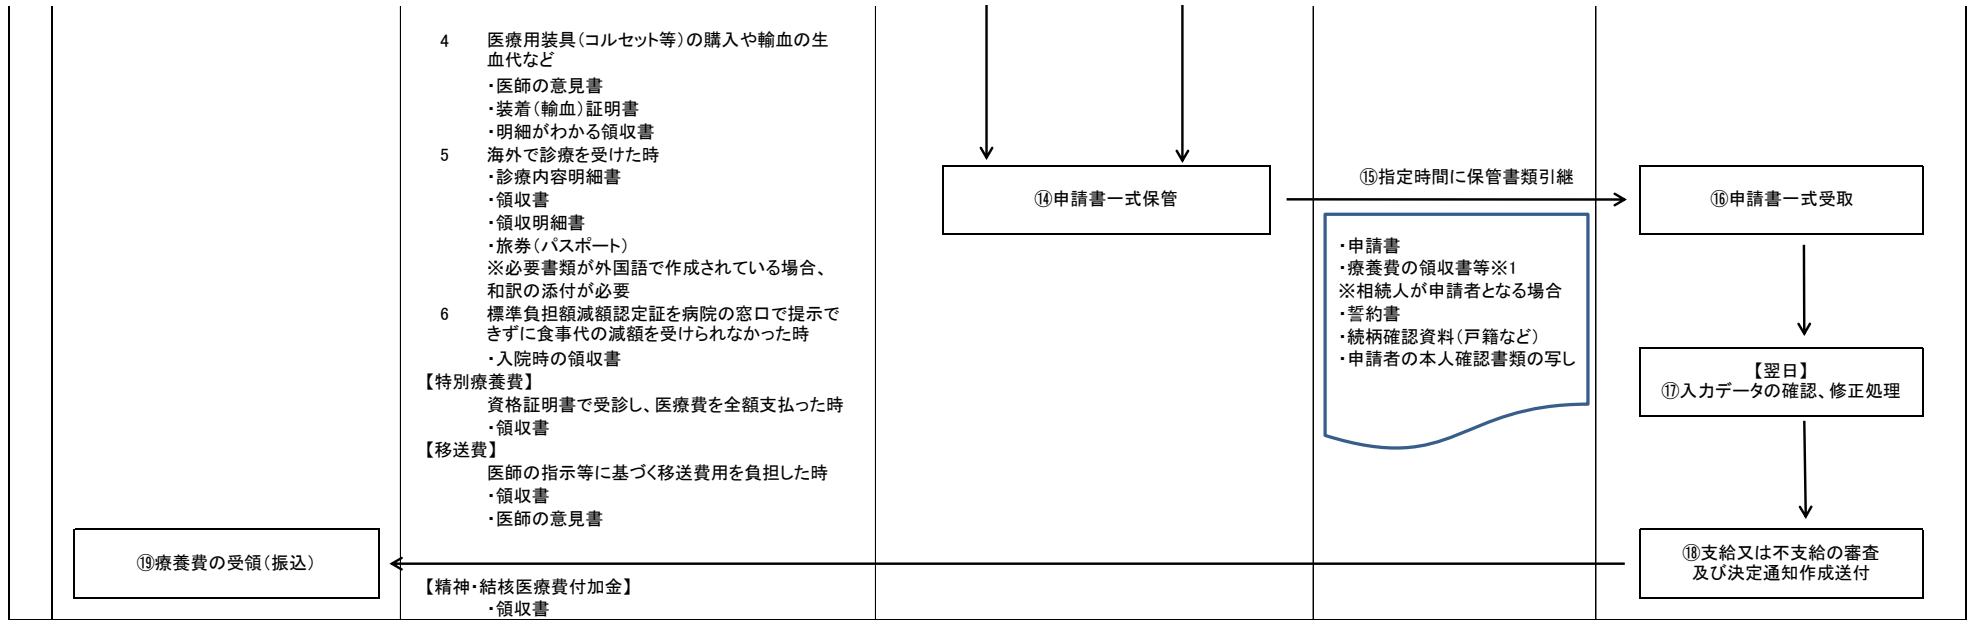 4 医療用装具(コルセット等)の購入や輸血の生
血代など
・医師の意見書
・装着(輸血)証明書
・明細がわかる領収書
5 海外で診療を受けた時
・診療内容明細書
・領収書
・領収明細書
・旅券(パスポート)
※必要書類が外国語で作成されている場合、
和訳の添付が必要
6 標準負担額減額認定証を病院の窓口で提示で
きずに食事代の減額を受けられなかった時
・入院時の領収書
【特別療養費】
資格証明書で受診し、医療費を全額支払った時
・領収書
【移送費】
医師の指示等に基づく移送費用を負担した時
・領収書
・医師の意見書
【精神・結核医療費付加金】
・領収書
⑭申請書一式保管
⑮指定時間に保管書類引継
・申請書
・療養費の領収書等※1
※相続人が申請者となる場合
・誓約書
・続柄確認資料(戸籍など)
・申請者の本人確認書類の写し
⑯申請書一式受取
【翌日】
⑰入力データの確認、修正処理
⑱支給又は不支給の審査
及び決定通知作成送付
⑲療養費の受領(振込)